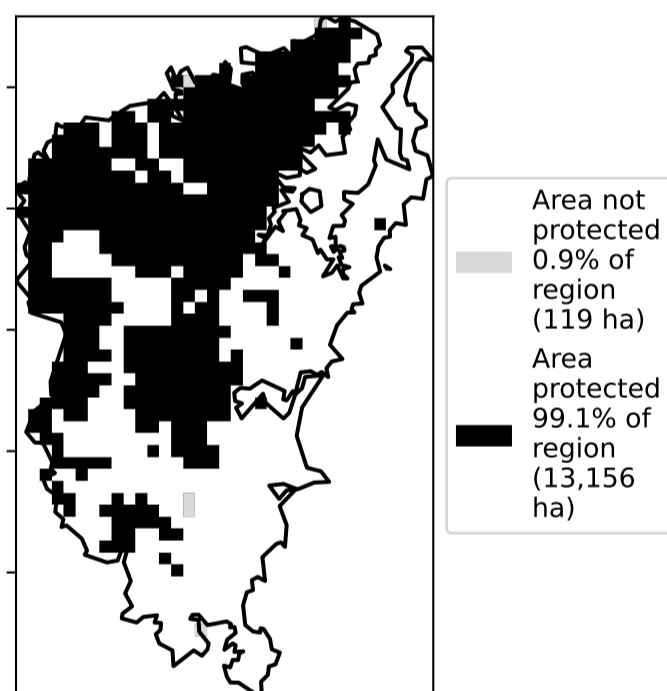 Area not
protected
0.9% of
region
(119 ha)
Area
protected
99.1% of
region
(13,156
ha)